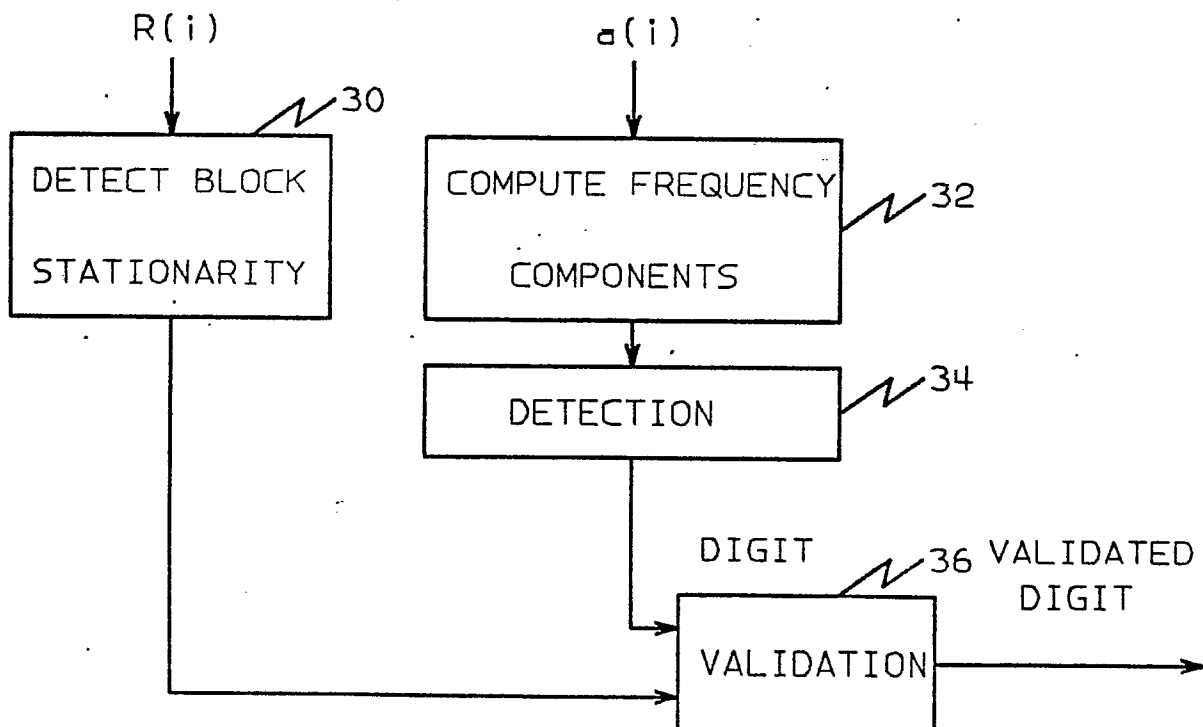 R(i)
a(i)
30
DETECT BLOCK
STATIONARITY
COMPUTE FREQUENCY
COMPONENTS
32
DETECTION
34
DIGIT
36
VALIDATED
DIGIT
VALIDATION